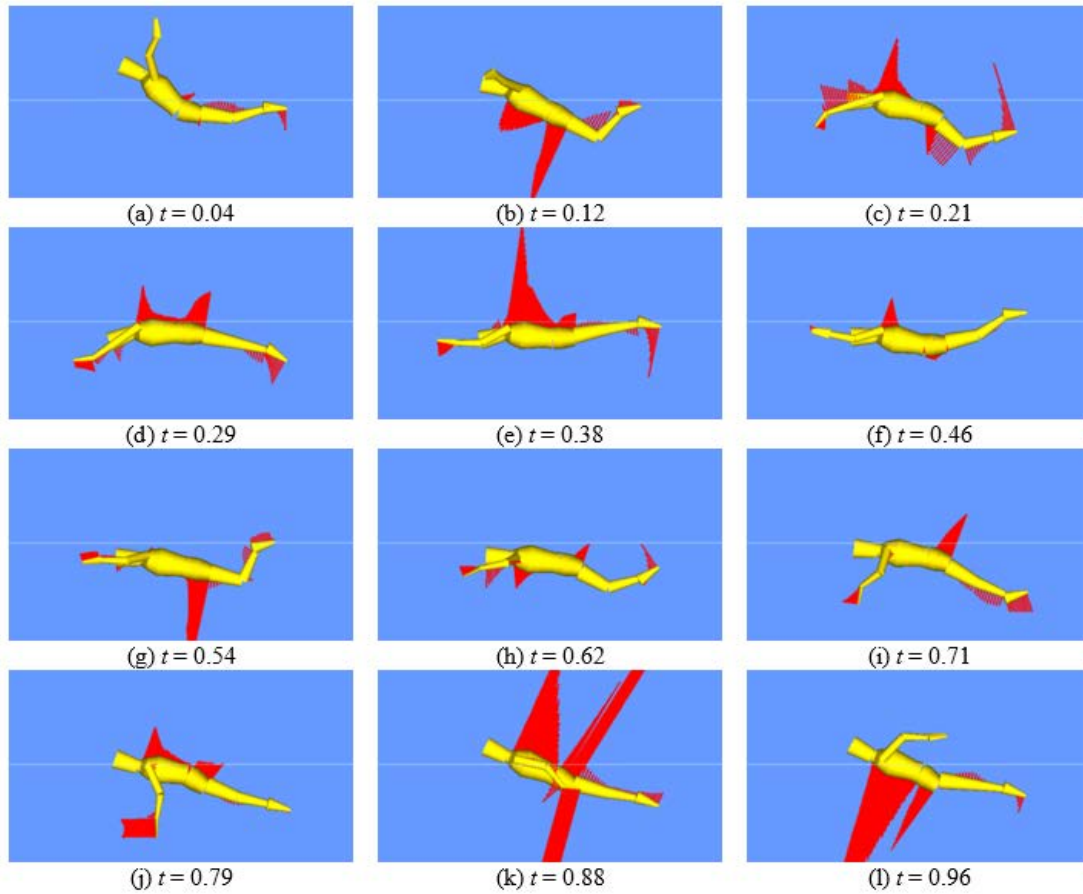 (a) t = 0.04
(b) t = 0.12
(c) t = 0.21
(d) t = 0.29
(e) t = 0.38
(f) t = 0.46
(g) t = 0.54
(h) t = 0.62
(i) t = 0.71
(j) t = 0.79
(k) t = 0.88
(l) t = 0.96